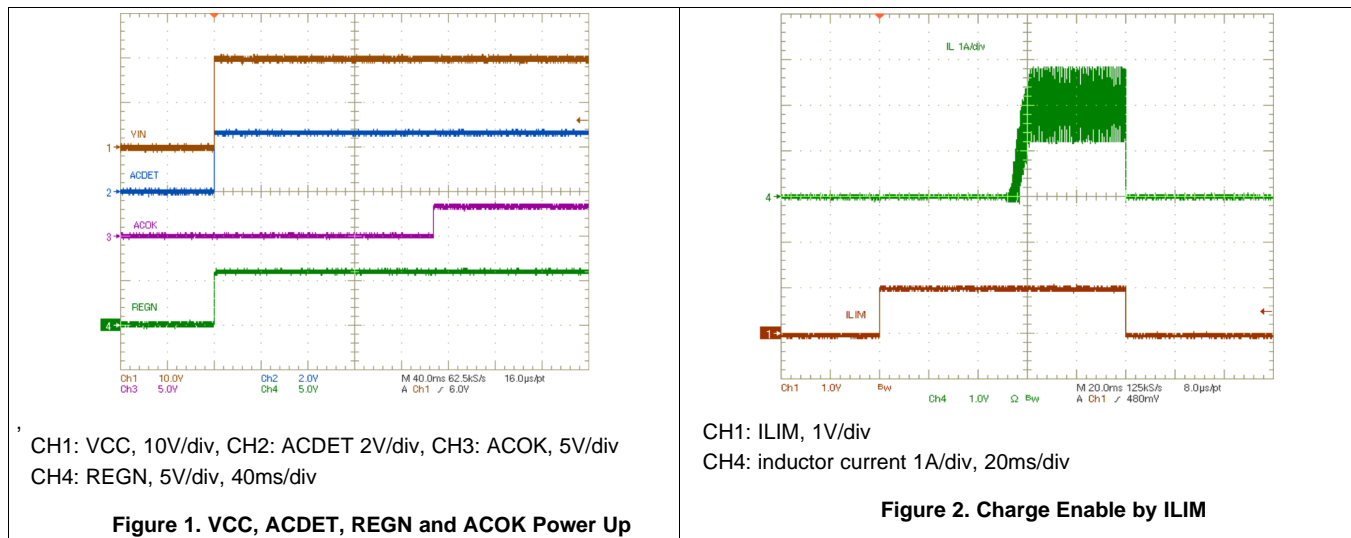 VIN
1
ACDET
2
ACOK
3
REGN
4
Ch1 10.0V Ch2 2.0V M 40.0ms 62.5kS/s 16.0µs/pt
Ch3 5.0V Ch4 5.0V A Ch1 / 6.0V
,
CH1: VCC, 10V/div, CH2: ACDET 2V/div, CH3: ACOK, 5V/div
CH4: REGN, 5V/div, 40ms/div
Figure 1. VCC, ACDET, REGN and ACOK Power Up
IL 1A/div
4
ILIM
1
Ch1 1.0V Bw M 20.0ms 125kS/s 8.0µs/pt
Ch4 1.0V Ω Bw A Ch1 / 480mV
CH1: ILIM, 1V/div
CH4: inductor current 1A/div, 20ms/div
Figure 2. Charge Enable by ILIM